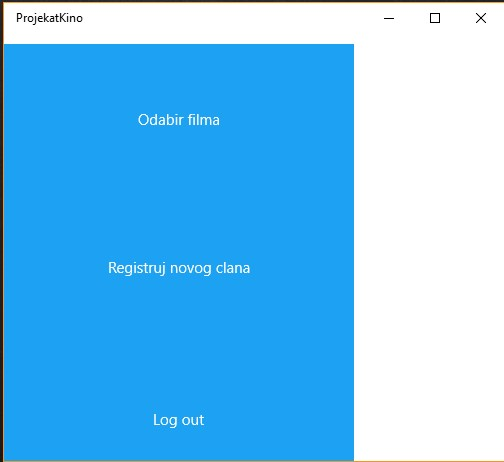 ProjekatKino
Odabir filma
Registruj novog clana
Log out